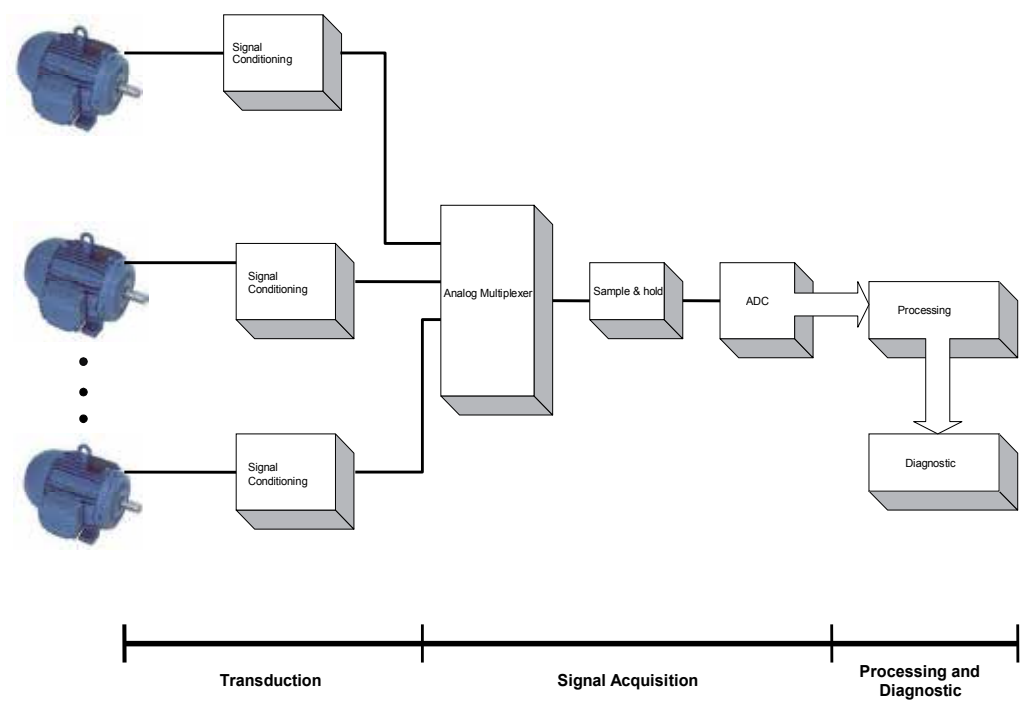 Signal
Conditioning
Signal
Conditioning
Analog Multiplexer
Sample & hold
ADC
Processing
Signal
Conditioning
Diagnostic
Transduction
Signal Acquisition
Processing and
Diagnostic